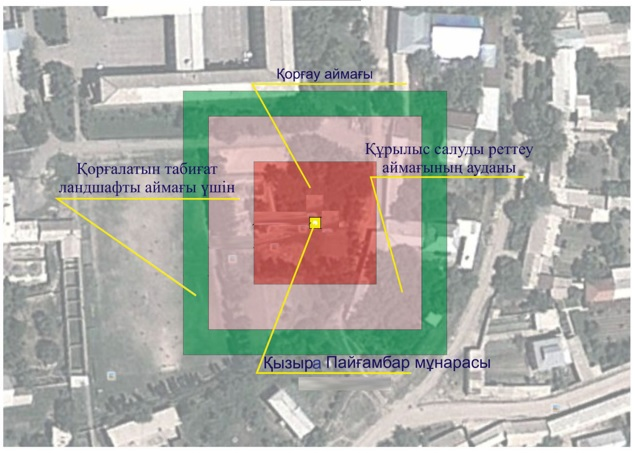 Қорғау аймағы
Құрылыс салуды реттеу
аймағының ауданы
Қорғалатын табиғат
ландшафты аймағы үшін
Қызыра Пайғамбар мұнарасы